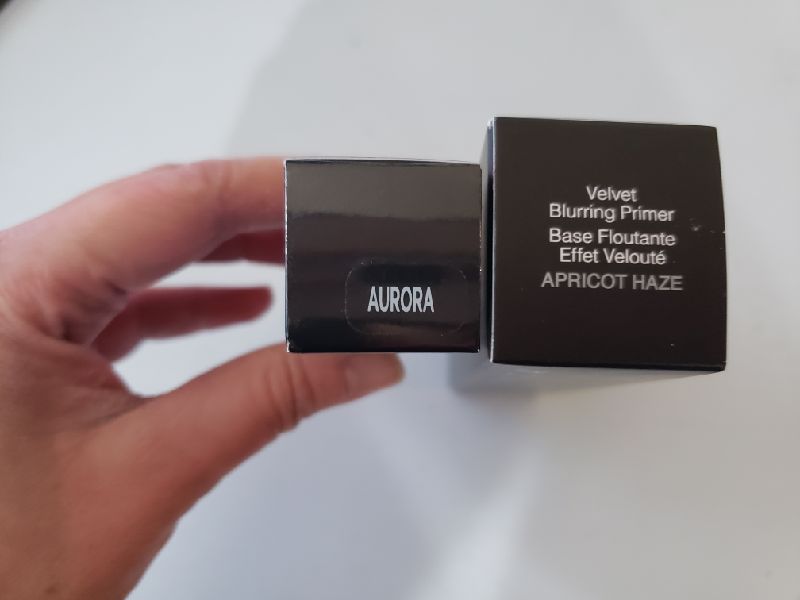 AURORA
Velvet
Blurring Primer
Base Floutante
Effet Velouté
APRICOT HAZE